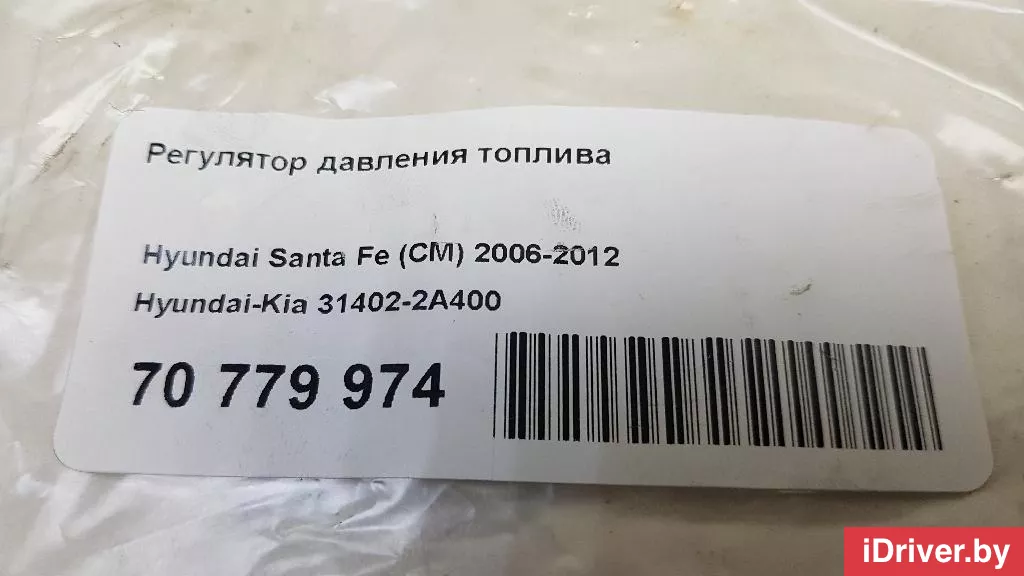 Регулятор давления топлива
Hyundai Santa Fe (CM) 2006-2012
Hyundai-Kia 31402-2A400
70 779 974
iDriver.by